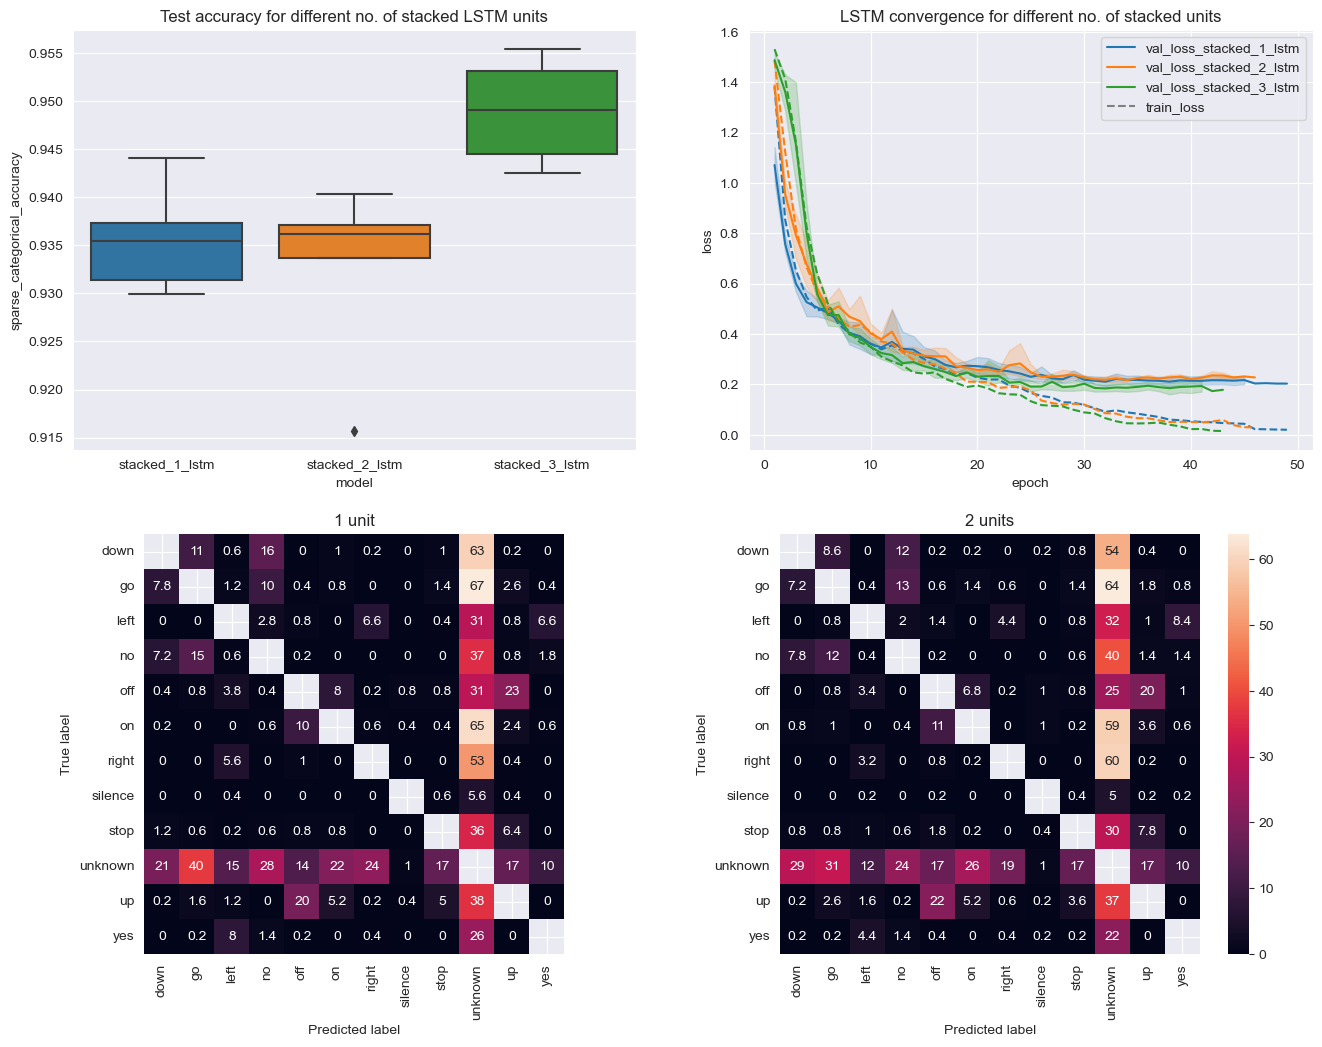 Test accuracy for different no. of stacked LSTM units
0.955
0.950
0.945
0.940
0.935
0.930
0.925
0.920
0.915
sparse_categorical_accuracy
stacked_1_lstm stacked_2_lstm stacked_3_lstm
model
LSTM convergence for different no. of stacked units
1.6
1.4
1.2
1.0
0.8
0.6
0.4
0.2
0.0
loss
val_loss_stacked_1_lstm
val_loss_stacked_2_lstm
val_loss_stacked_3_lstm
train_loss
0 10 20 30 40 50
epoch
1 unit
True label
down 11 0.6 16 0 1 0.2 0 1 63 0.2 0
go 7.8 1.2 10 0.4 0.8 0 0 1.4 67 2.6 0.4
left 0 0 2.8 0.8 0 6.6 0 0.4 31 0.8 6.6
no 7.2 15 0.6 0.2 0 0 0 0 37 0.8 1.8
off 0.4 0.8 3.8 0.4 8 0.2 0.8 0.8 31 23 0
on 0.2 0 0 0.6 10 0.6 0.4 0.4 65 2.4 0.6
right 0 0 5.6 0 1 0 0 0 53 0.4 0
silence 0 0 0.4 0 0 0 0 0.6 5.6 0.4 0
stop 1.2 0.6 0.2 0.6 0.8 0.8 0 0 36 6.4 0
unknown 21 40 15 28 14 22 24 1 17 17 10
up 0.2 1.6 1.2 0 20 5.2 0.2 0.4 5 38 0
yes 0 0.2 8 1.4 0.2 0 0.4 0 0 26 0
down go left no off on right silence stop unknown up yes
Predicted label
2 units
True label
down 8.6 0 12 0.2 0.2 0 0.2 0.8 54 0.4 0
go 7.2 0.4 13 0.6 1.4 0.6 0 1.4 64 1.8 0.8
left 0 0.8 2 1.4 0 4.4 0 0.8 32 1 8.4
no 7.8 12 0.4 0.2 0 0 0 0.6 40 1.4 1.4
off 0 0.8 3.4 0 6.8 0.2 1 0.8 25 20 1
on 0.8 1 0 0.4 11 0 1 0.2 59 3.6 0.6
right 0 0 3.2 0 0.8 0.2 0 0 60 0.2 0
silence 0 0 0.2 0 0.2 0 0 0.4 5 0.2 0.2
stop 0.8 0.8 1 0.6 1.8 0.2 0 0.4 30 7.8 0
unknown 29 31 12 24 17 26 19 1 17 17 10
up 0.2 2.6 1.6 0.2 22 5.2 0.6 0.2 3.6 37 0
yes 0.2 0.2 4.4 1.4 0.4 0 0.4 0.2 0.2 22 0
down go left no off on right silence stop unknown up yes
Predicted label
60
50
40
30
20
10
0